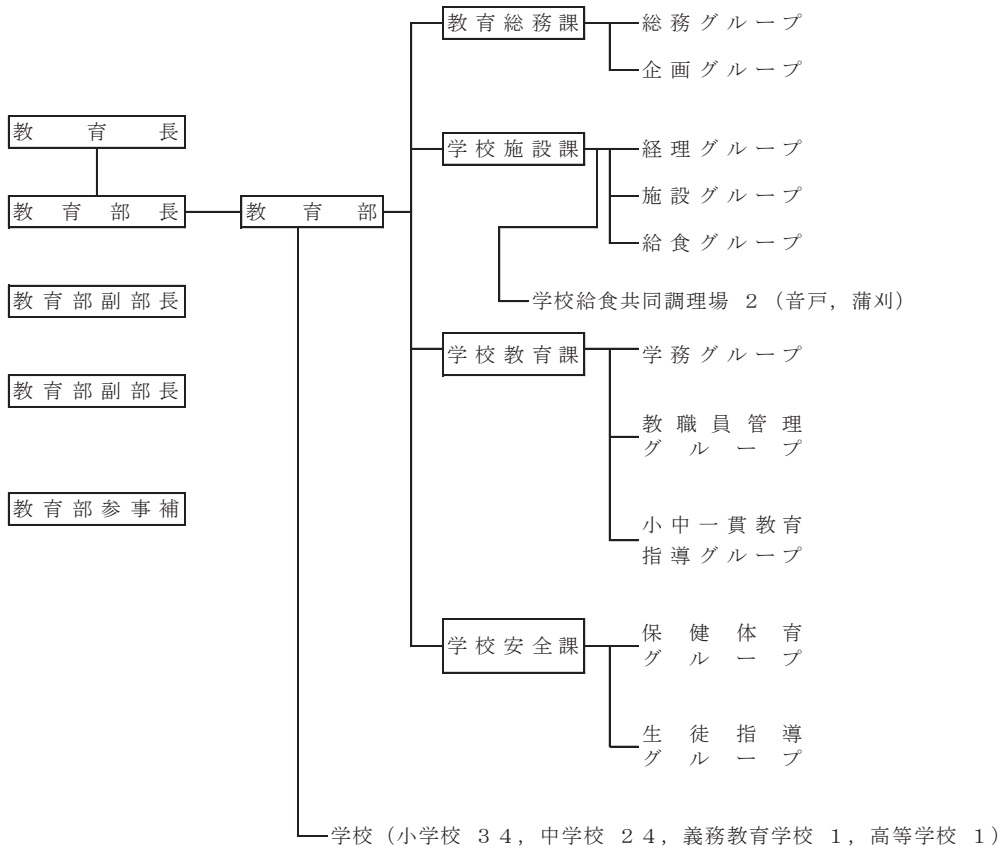 教育長
教育部長
教育部副部長
教育部副部長
教育部参事補
教育部
教育総務課
総務グループ
企画グループ
学校施設課
経理グループ
施設グループ
給食グループ
学校給食共同調理場 2(音戸,蒲刈)
学校教育課
学務グループ
教職員管理
グループ
小中一貫教育
指導グループ
学校安全課
保健体育
グループ
生徒指導
グループ
学校(小学校 34,中学校 24,義務教育学校 1,高等学校 1)